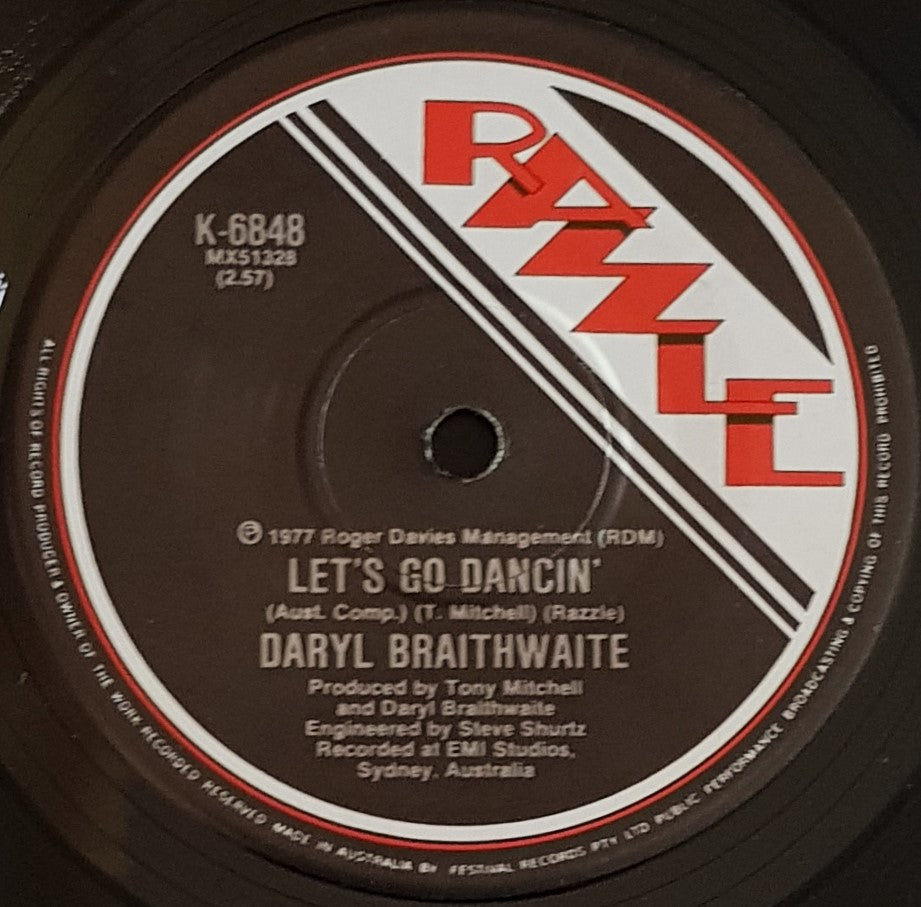 RAZZLE
K-6848
MX51328
(2.57)
℗ 1977 Roger Davies Management (RDM)
LET'S GO DANCIN'
(Aust. Comp.) (T. Mitchell) (Razzle)
DARYL BRAITHWAITE
Produced by Tony Mitchell
and Daryl Braithwaite
Engineered by Steve Shurtz
Recorded at EMI Studios,
Sydney, Australia
ALL RIGHTS OF RECORD PRODUCER & OWNER OF THE WORK RECORDED RESERVED MADE IN AUSTRALIA BY FESTIVAL RECORDS PTY LTD PUBLIC PERFORMANCE BROADCASTING & COPYING OF THIS RECORD PROHIBITED